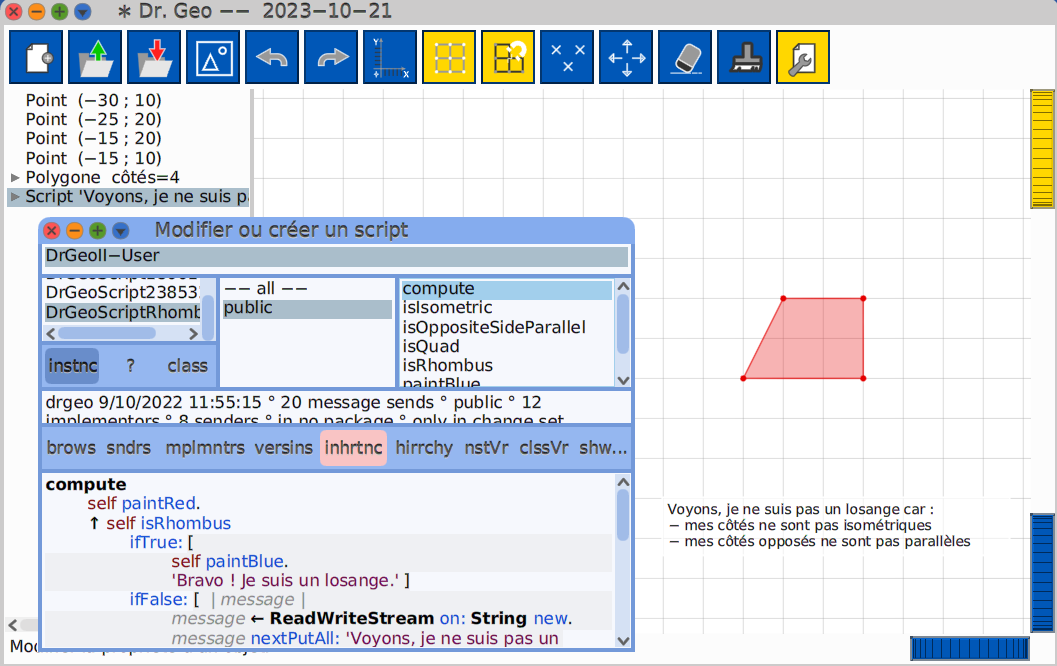 * Dr. Geo −− 2023−10−21
Y
X
Point (−30 ; 10)
Point (−25 ; 20)
Point (−15 ; 20)
Point (−15 ; 10)
Polygone côtés=4
Script 'Voyons, je ne suis pa
Modifier ou créer un script
DrGeoII−User
DrGeoScript23853
DrGeoScriptRhomb
instnc ? class
−− all −−
public
compute
isIsometric
isOppositeSideParallel
isQuad
isRhombus
paintBlue
drgeo 9/10/2022 11:55:15 ° 20 message sends ° public ° 12
implementors ° 8 senders ° in no package ° only in change set
brows sndrs mplmntrs versins inhrtnc hirrchy nstVr clssVr shw...
compute
self paintRed.
↑ self isRhombus
ifTrue: [
self paintBlue.
'Bravo ! Je suis un losange.' ]
ifFalse: [ | message |
message ← ReadWriteStream on: String new.
message nextPutAll: 'Voyons, je ne suis pas un
Voyons, je ne suis pas un losange car :
− mes côtés ne sont pas isométriques
− mes côtés opposés ne sont pas parallèles